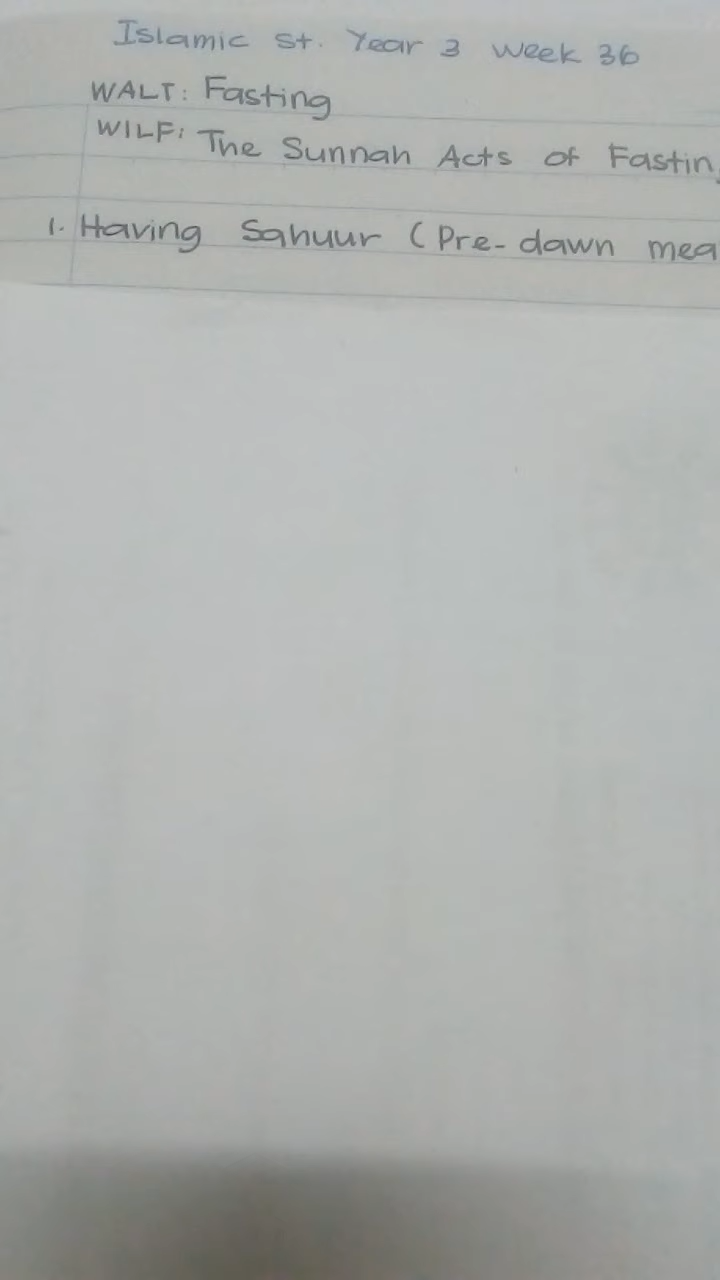 Islamic St. Year 3 Week 36
WALT: Fasting
WILF: The Sunnah Acts of Fastin
1. Having Sahuur (Pre-dawn mea